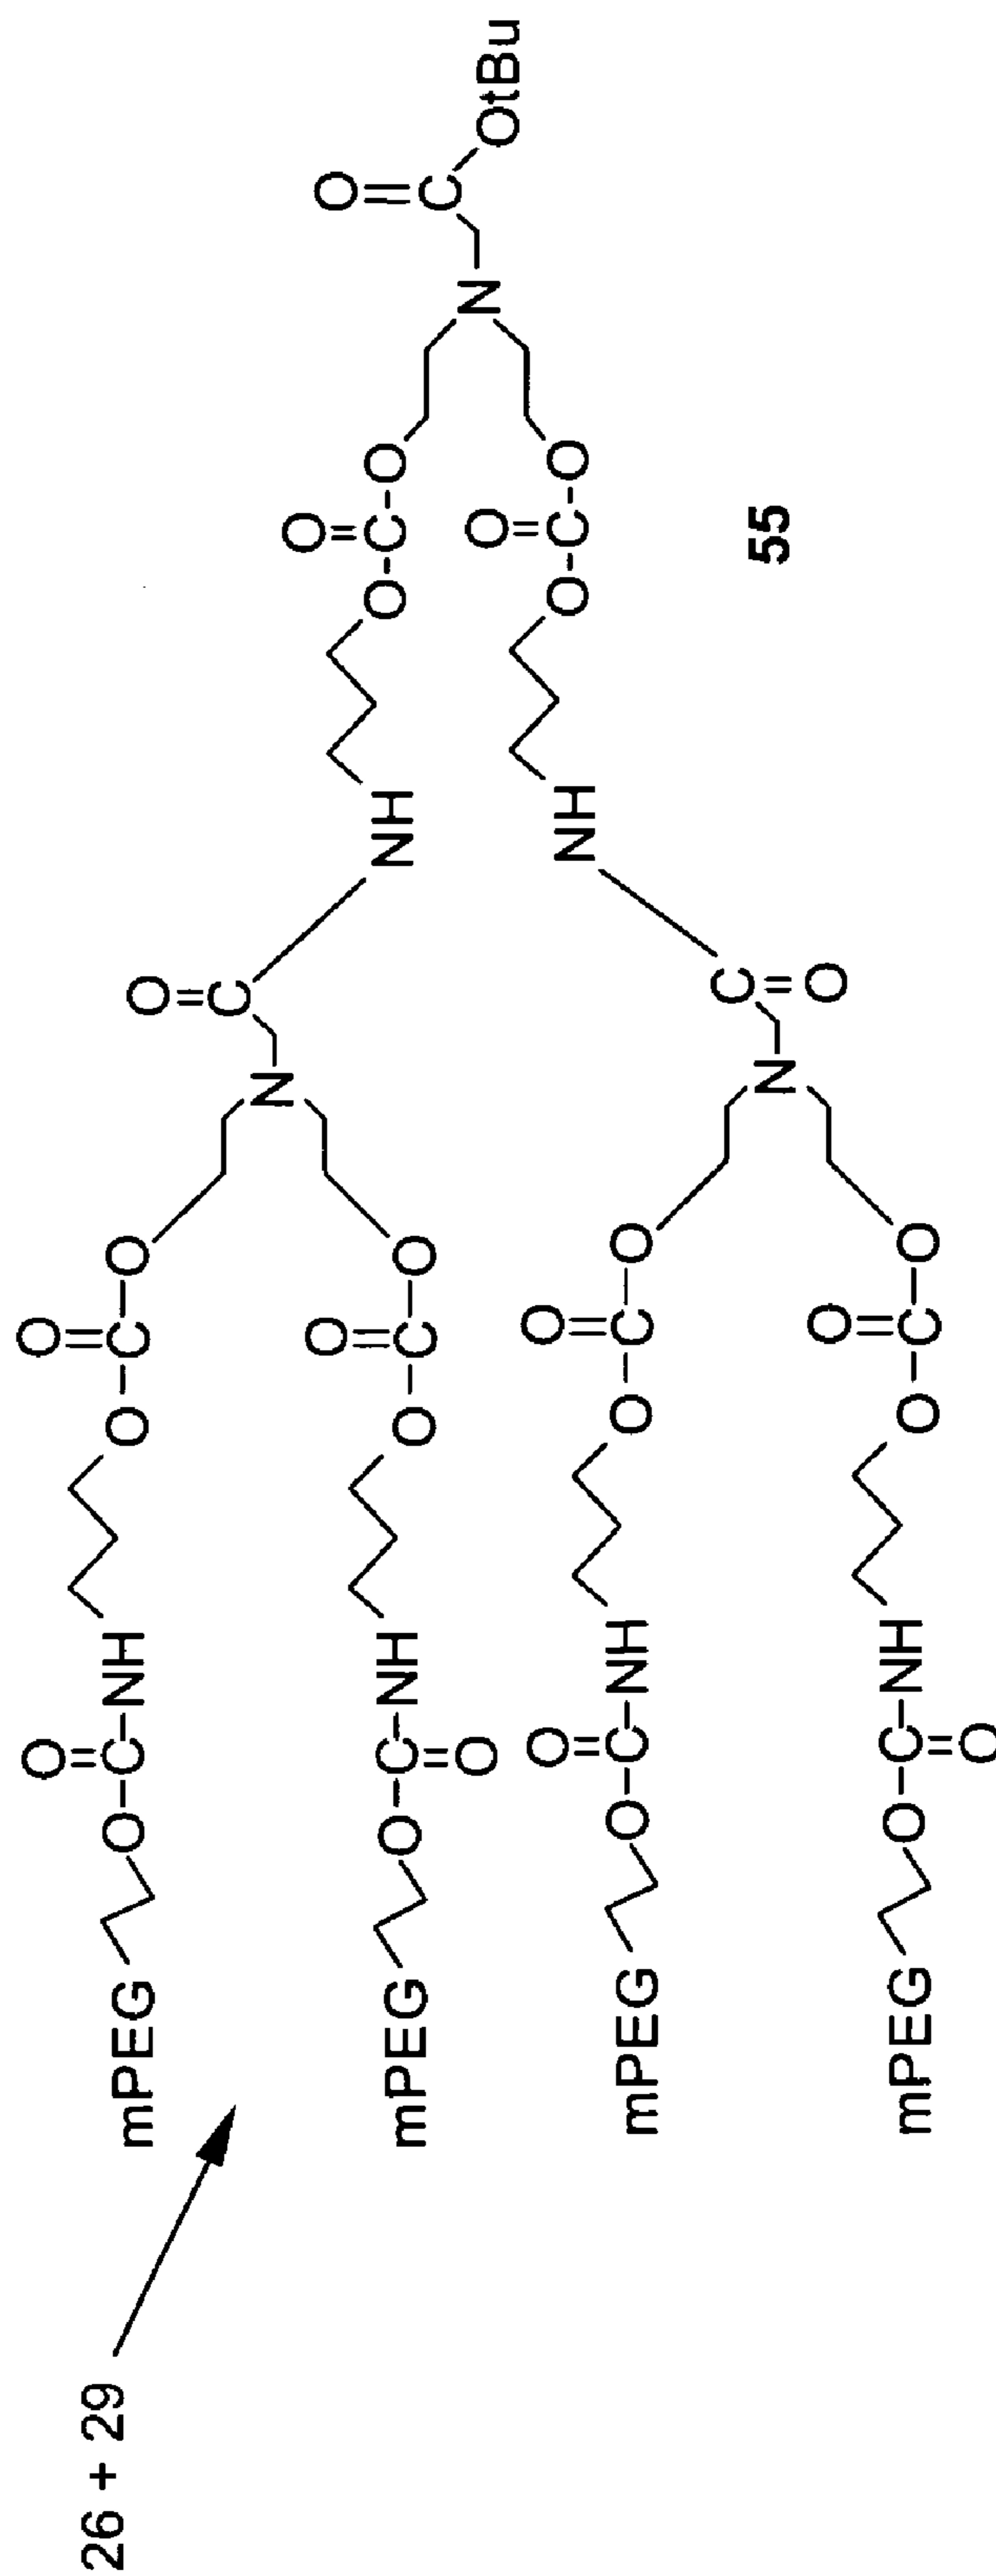 O O
26 + 29 mPEG O-C-NH O-C-O
O
C
N
O O
O
mPEG O-C-NH O-C-O NH O-C-O
C
O N O
OtBu
O O
NH O-C-O
mPEG O-C-NH O-C-O
C
N 55
O O
mPEG O-C-NH O-C-O
O